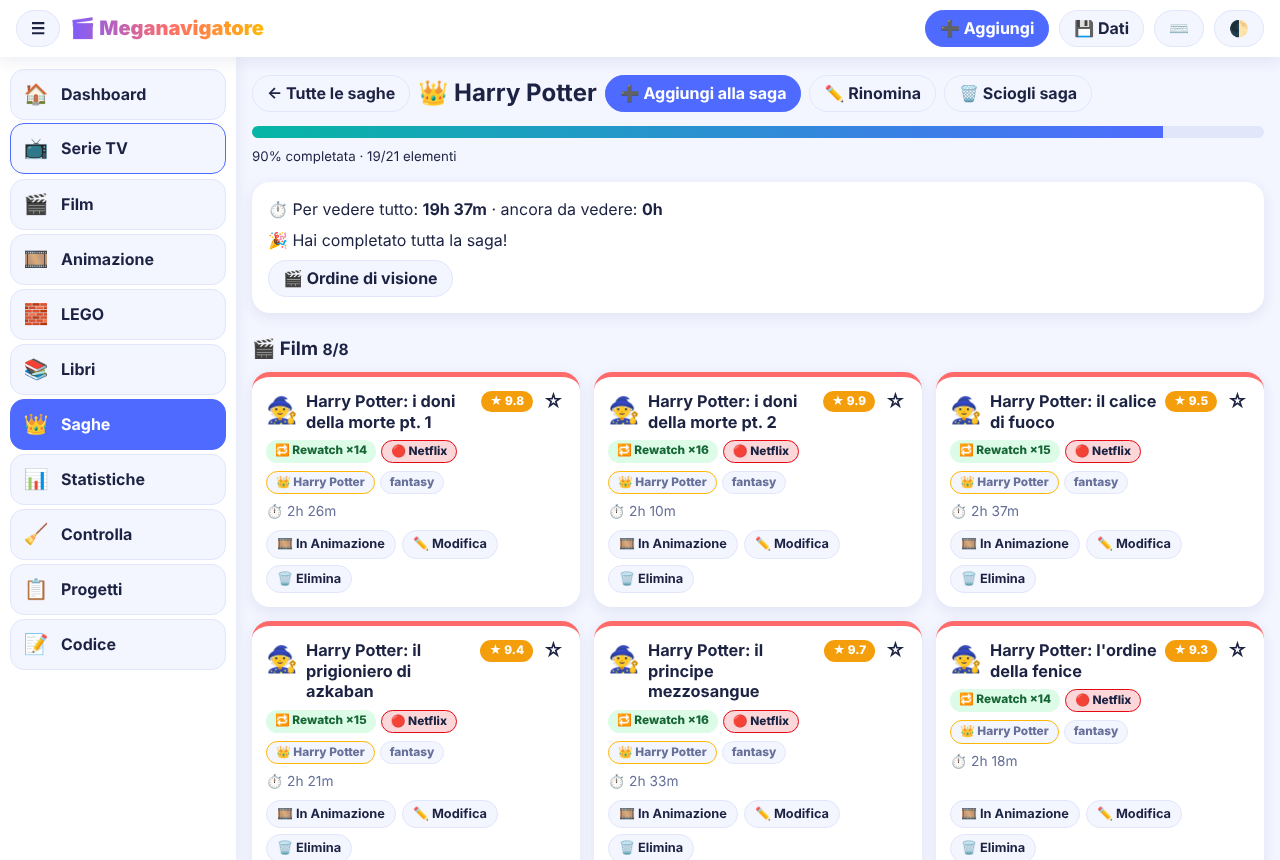 ☰ Meganavigatore ➕ Aggiungi 💾 Dati
Dashboard
Serie TV
Film
Animazione
LEGO
Libri
Saghe
Statistiche
Controlla
Progetti
Codice
← Tutte le saghe 👑 Harry Potter ➕ Aggiungi alla saga ✏️ Rinomina 🗑️ Sciogli saga
90% completata · 19/21 elementi
⏱️ Per vedere tutto: 19h 37m · ancora da vedere: 0h
🎉 Hai completato tutta la saga!
🎬 Ordine di visione
🎬 Film 8/8
Harry Potter: i doni della morte pt. 1 ★ 9.8 ☆
🔁 Rewatch ×14 🔴 Netflix
👑 Harry Potter fantasy
⏱️ 2h 26m
🎞️ In Animazione ✏️ Modifica
🗑️ Elimina
Harry Potter: i doni della morte pt. 2 ★ 9.9 ☆
🔁 Rewatch ×16 🔴 Netflix
👑 Harry Potter fantasy
⏱️ 2h 10m
🎞️ In Animazione ✏️ Modifica
🗑️ Elimina
Harry Potter: il calice di fuoco ★ 9.5 ☆
🔁 Rewatch ×15 🔴 Netflix
👑 Harry Potter fantasy
⏱️ 2h 37m
🎞️ In Animazione ✏️ Modifica
🗑️ Elimina
Harry Potter: il prigioniero di azkaban ★ 9.4 ☆
🔁 Rewatch ×15 🔴 Netflix
👑 Harry Potter fantasy
⏱️ 2h 21m
🎞️ In Animazione ✏️ Modifica
🗑️ Elimina
Harry Potter: il principe mezzosangue ★ 9.7 ☆
🔁 Rewatch ×16 🔴 Netflix
👑 Harry Potter fantasy
⏱️ 2h 33m
🎞️ In Animazione ✏️ Modifica
🗑️ Elimina
Harry Potter: l'ordine della fenice ★ 9.3 ☆
🔁 Rewatch ×14 🔴 Netflix
👑 Harry Potter fantasy
⏱️ 2h 18m
🎞️ In Animazione ✏️ Modifica
🗑️ Elimina